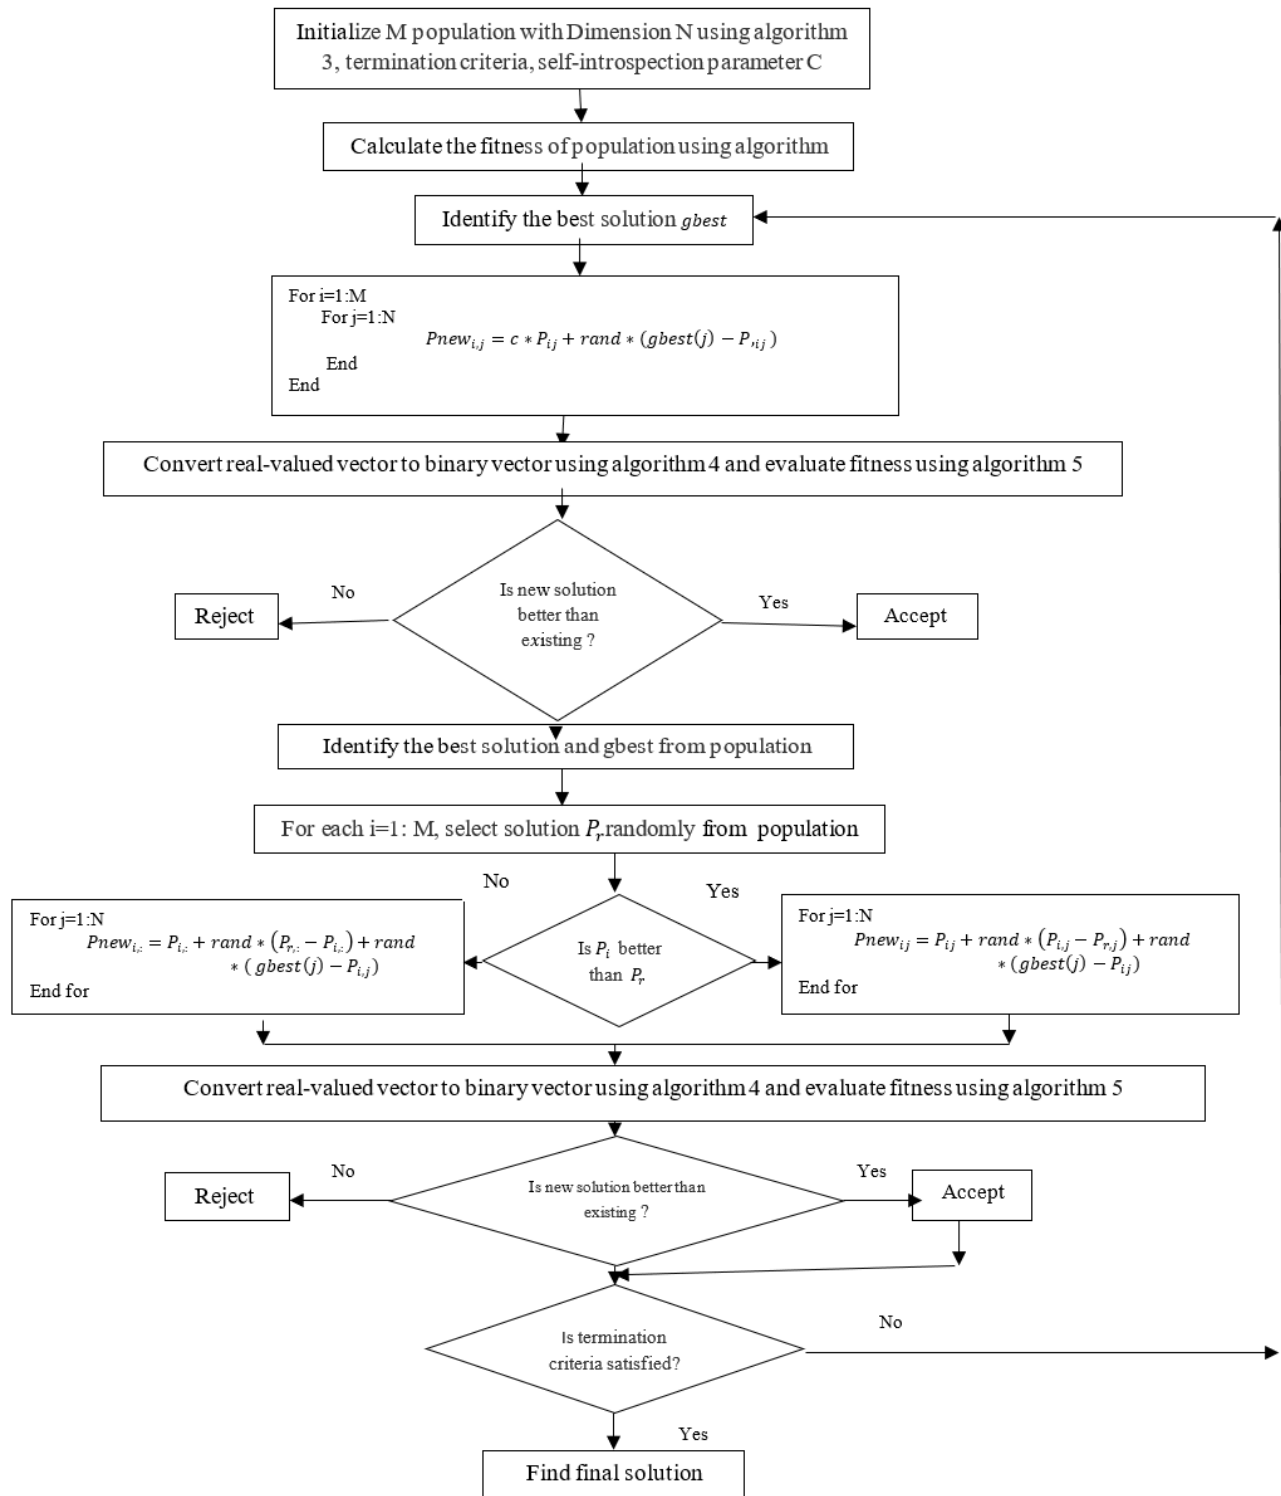 Initialize M population with Dimension N using algorithm
3, termination criteria, self-introspection parameter C
Calculate the fitness of population using algorithm
Identify the best solution gbest
For i=1:M
For j=1:N
Pnew_{i,j} = c * P_{ij} + rand * (gbest(j) − P,_{ij})
End
End
Convert real-valued vector to binary vector using algorithm 4 and evaluate fitness using algorithm 5
Is new solution
better than
existing ?
No
Yes
Reject
Accept
Identify the best solution and gbest from population
For each i=1: M, select solution P_r.randomly from population
No
Yes
For j=1:N
Pnew_{i,:} = P_{i,:} + rand * (P_{r,:} − P_{i,:}) + rand
* ( gbest(j) − P_{i,j})
End for
Is P_i better
than P_r
For j=1:N
Pnew_{ij} = P_{ij} + rand * (P_{i,j} − P_{r,j}) + rand
* (gbest(j) − P_{ij})
End for
Convert real-valued vector to binary vector using algorithm 4 and evaluate fitness using algorithm 5
No
Yes
Reject
Is new solution better than
existing ?
Accept
Is termination
criteria satisfied?
No
Yes
Find final solution